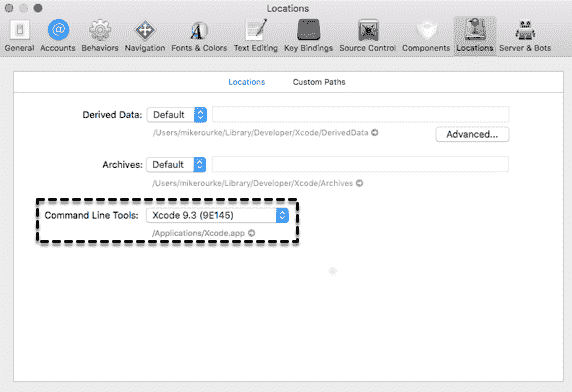 Locations
General Accounts Behaviors Navigation Fonts & Colors Text Editing Key Bindings Source Control Components Locations Server & Bots
Locations Custom Paths
Derived Data: Default
/Users/mikerourke/Library/Developer/Xcode/DerivedData
Advanced...
Archives: Default
/Users/mikerourke/Library/Developer/Xcode/Archives
Command Line Tools: Xcode 9.3 (9E145)
/Applications/Xcode.app